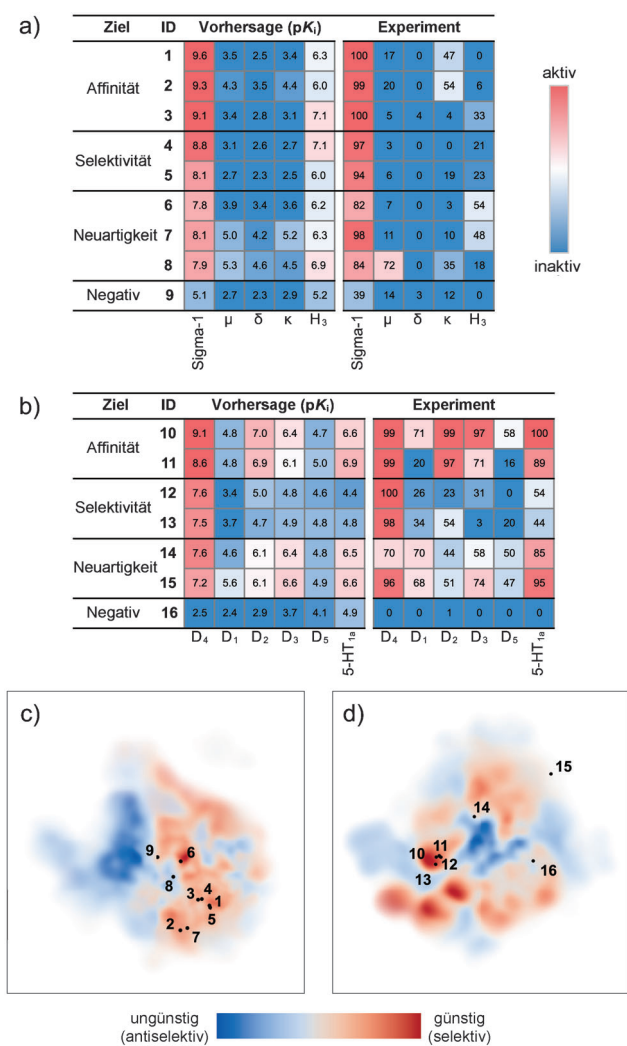 a)
Ziel ID Vorhersage (pKi) Experiment
1 9.6 3.5 2.5 3.4 6.3 100 17 0 47 0
Affinität 2 9.3 4.3 3.5 4.4 6.0 99 20 0 54 6
3 9.1 3.4 2.8 3.1 7.1 100 5 4 4 33
Selektivität 4 8.8 3.1 2.6 2.7 7.1 97 3 0 0 21
5 8.1 2.7 2.3 2.5 6.0 94 6 0 19 23
6 7.8 3.9 3.4 3.6 6.2 82 7 0 3 54
Neuartigkeit 7 8.1 5.0 4.2 5.2 6.3 98 11 0 10 48
8 7.9 5.3 4.6 4.5 6.9 84 72 0 35 18
Negativ 9 5.1 2.7 2.3 2.9 5.2 39 14 3 12 0
Sigma-1 μ δ κ H₃ Sigma-1 μ δ κ H₃
aktiv
inaktiv
b)
Ziel ID Vorhersage (pKi) Experiment
Affinität 10 9.1 4.8 7.0 6.4 4.7 6.6 99 71 99 97 58 100
11 8.6 4.8 6.9 6.1 5.0 6.9 99 20 97 71 16 89
Selektivität 12 7.6 3.4 5.0 4.8 4.6 4.4 100 26 23 31 0 54
13 7.5 3.7 4.7 4.9 4.8 4.8 98 34 54 3 20 44
Neuartigkeit 14 7.6 4.6 6.1 6.4 4.8 6.5 70 70 44 58 50 85
15 7.2 5.6 6.1 6.6 4.9 6.6 96 68 51 74 47 95
Negativ 16 2.5 2.4 2.9 3.7 4.1 4.9 0 0 1 0 0 0
D₄ D₁ D₂ D₃ D₅ 5-HT₁ₐ D₄ D₁ D₂ D₃ D₅ 5-HT₁ₐ
c)
9
6
8
3
4
1
5
2
7
d)
15
14
10
11
12
13
16
ungünstig
(antiselektiv)
günstig
(selektiv)